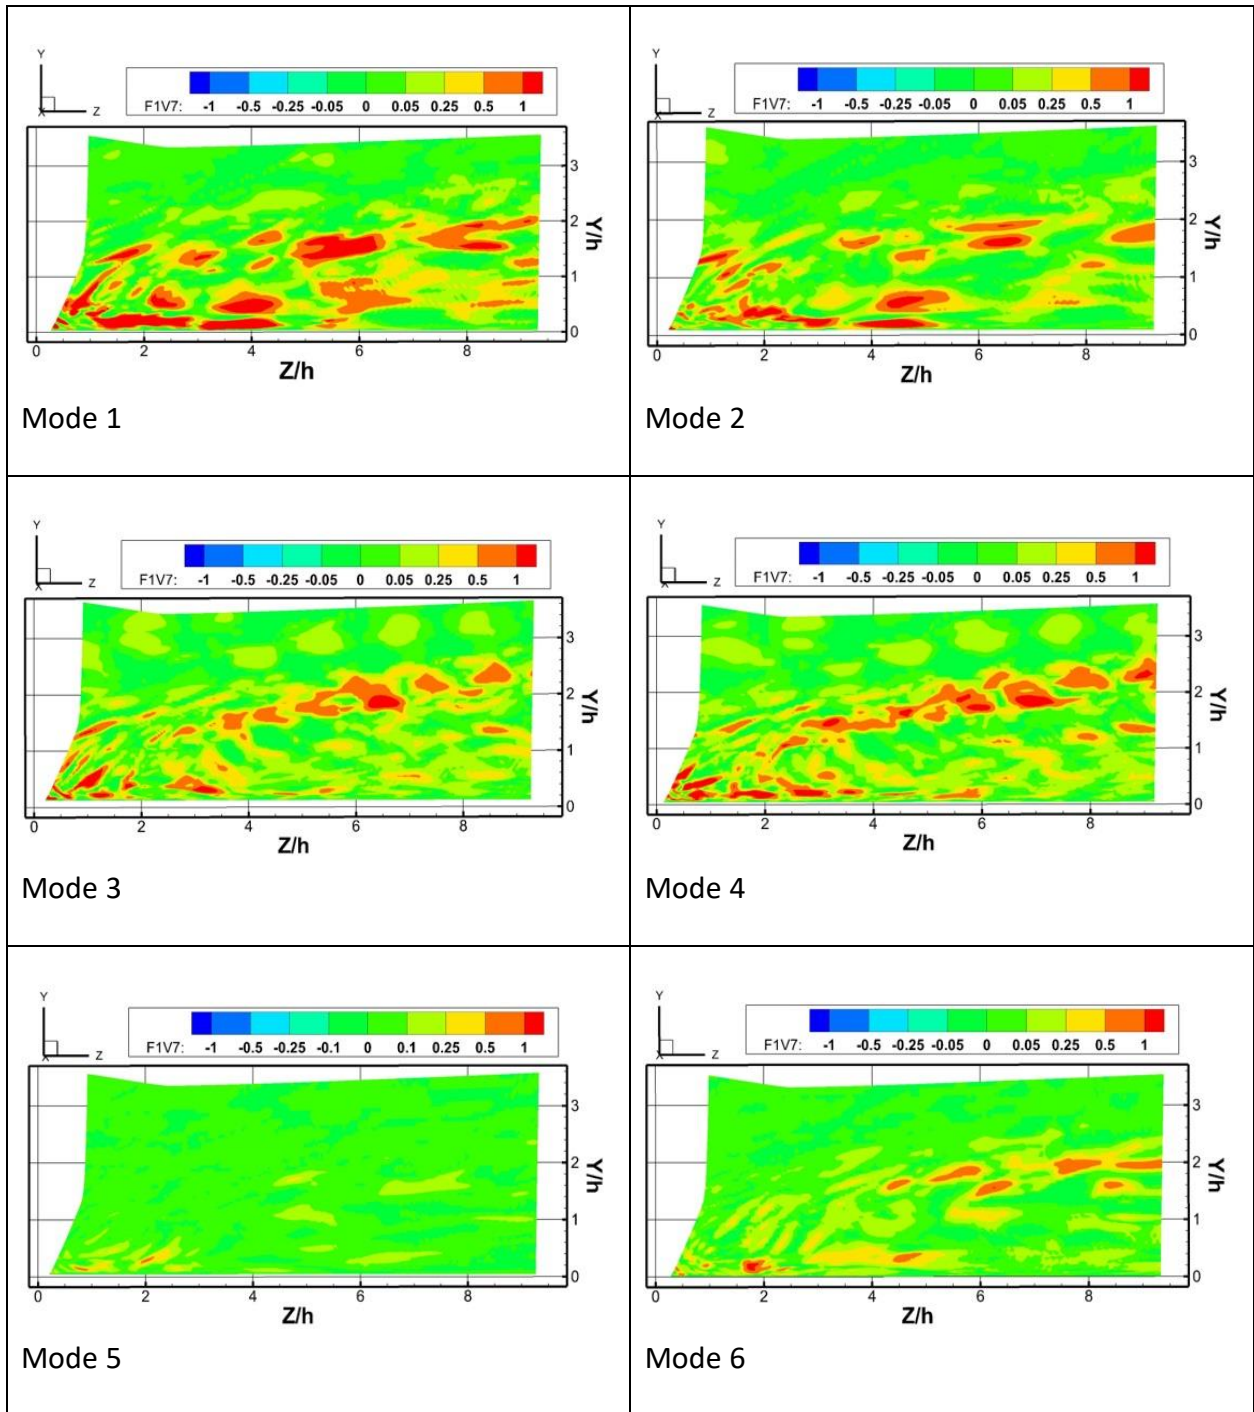 Y
X Z
F1V7: -1 -0.5 -0.25 -0.05 0 0.05 0.25 0.5 1
3
2
1
0
Y/h
0 2 4 6 8
Z/h
Mode 1
Y
X Z
F1V7: -1 -0.5 -0.25 -0.05 0 0.05 0.25 0.5 1
3
2
1
0
Y/h
0 2 4 6 8
Z/h
Mode 2
Y
X Z
F1V7: -1 -0.5 -0.25 -0.05 0 0.05 0.25 0.5 1
3
2
1
0
Y/h
0 2 4 6 8
Z/h
Mode 3
Y
X Z
F1V7: -1 -0.5 -0.25 -0.05 0 0.05 0.25 0.5 1
3
2
1
0
Y/h
0 2 4 6 8
Z/h
Mode 4
Y
X Z
F1V7: -1 -0.5 -0.25 -0.1 0 0.1 0.25 0.5 1
3
2
1
0
Y/h
0 2 4 6 8
Z/h
Mode 5
Y
X Z
F1V7: -1 -0.5 -0.25 -0.05 0 0.05 0.25 0.5 1
3
2
1
0
Y/h
0 2 4 6 8
Z/h
Mode 6